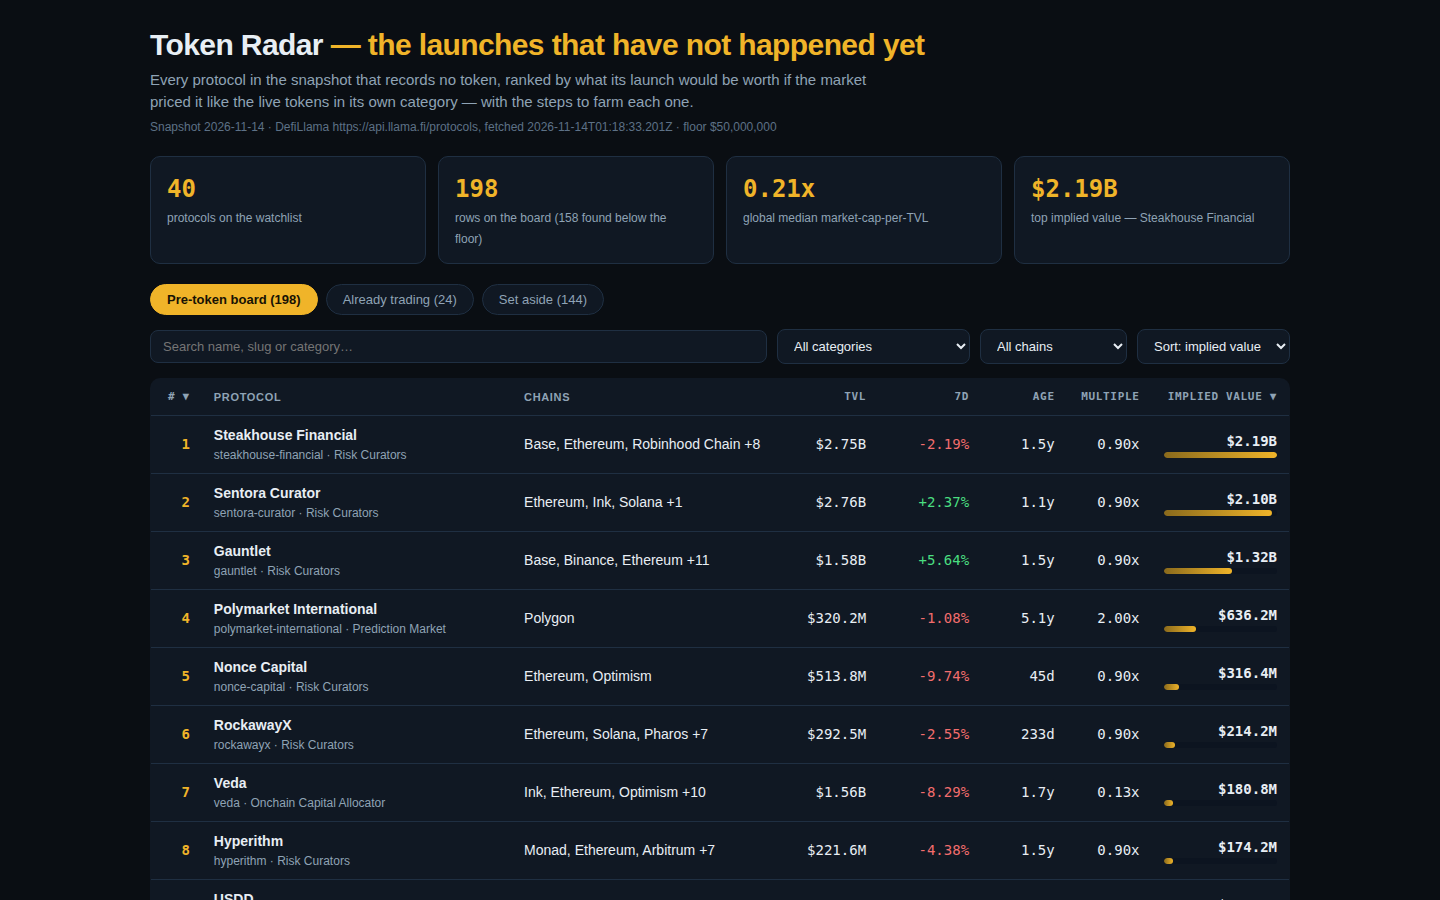 Token Radar — the launches that have not happened yet
Every protocol in the snapshot that records no token, ranked by what its launch would be worth if the market
priced it like the live tokens in its own category — with the steps to farm each one.
Snapshot 2026-11-14 · DefiLlama https://api.llama.fi/protocols, fetched 2026-11-14T01:18:33.201Z · floor $50,000,000
40
protocols on the watchlist
198
rows on the board (158 found below the
floor)
0.21x
global median market-cap-per-TVL
$2.19B
top implied value — Steakhouse Financial
Pre-token board (198) Already trading (24) Set aside (144)
Search name, slug or category… All categories All chains Sort: implied value
# ▼ PROTOCOL CHAINS TVL 7D AGE MULTIPLE IMPLIED VALUE ▼
1 Steakhouse Financial Base, Ethereum, Robinhood Chain +8 $2.75B -2.19% 1.5y 0.90x $2.19B
steakhouse-financial · Risk Curators
2 Sentora Curator Ethereum, Ink, Solana +1 $2.76B +2.37% 1.1y 0.90x $2.10B
sentora-curator · Risk Curators
3 Gauntlet Base, Binance, Ethereum +11 $1.58B +5.64% 1.5y 0.90x $1.32B
gauntlet · Risk Curators
4 Polymarket International Polygon $320.2M -1.08% 5.1y 2.00x $636.2M
polymarket-international · Prediction Market
5 Nonce Capital Ethereum, Optimism $513.8M -9.74% 45d 0.90x $316.4M
nonce-capital · Risk Curators
6 RockawayX Ethereum, Solana, Pharos +7 $292.5M -2.55% 233d 0.90x $214.2M
rockawayx · Risk Curators
7 Veda Ink, Ethereum, Optimism +10 $1.56B -8.29% 1.7y 0.13x $180.8M
veda · Onchain Capital Allocator
8 Hyperithm Monad, Ethereum, Arbitrum +7 $221.6M -4.38% 1.5y 0.90x $174.2M
hyperithm · Risk Curators
USDD